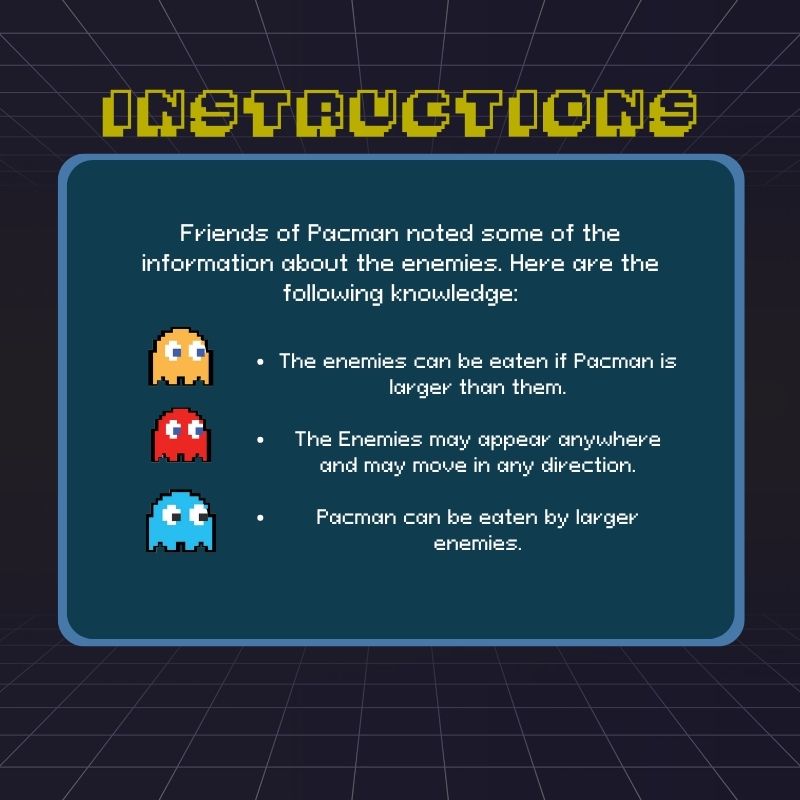 INSTRUCTIONS
Friends of Pacman noted some of the
information about the enemies. Here are the
following knowledge:
• The enemies can be eaten if Pacman is
larger than them.
• The Enemies may appear anywhere
and may move in any direction.
• Pacman can be eaten by larger
enemies.